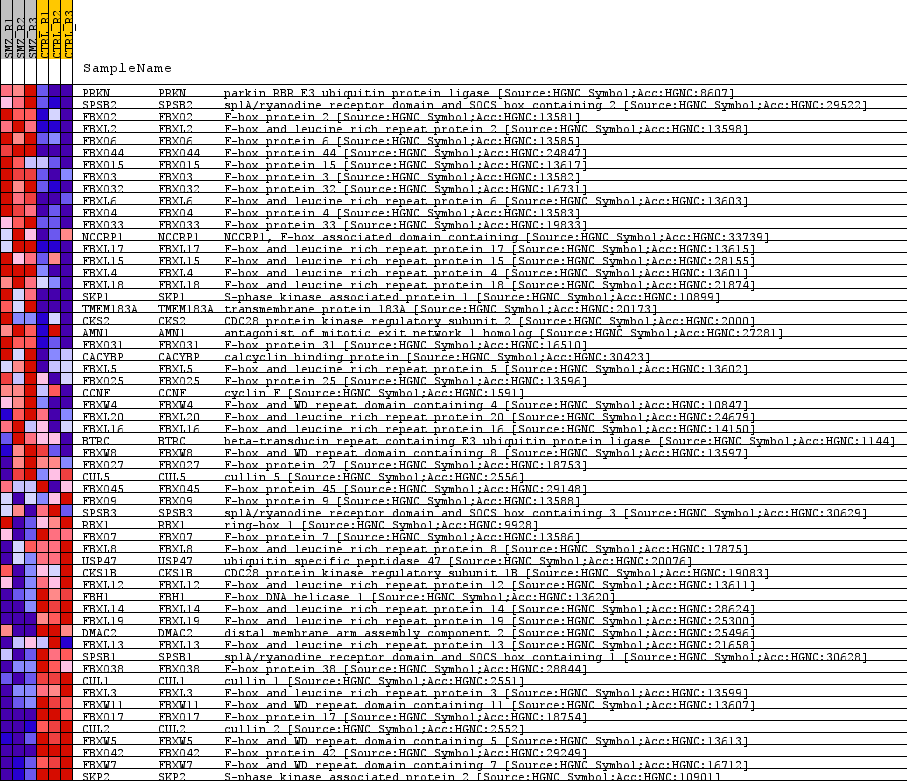 SMZ_R1
SMZ_R2
SMZ_R3
CTRL_R1
CTRL_R2
CTRL_R3
SampleName
PRKN PRKN parkin RBR E3 ubiquitin protein ligase [Source:HGNC Symbol;Acc:HGNC:8607]
SPSB2 SPSB2 splA/ryanodine receptor domain and SOCS box containing 2 [Source:HGNC Symbol;Acc:HGNC:29522]
FBXO2 FBXO2 F-box protein 2 [Source:HGNC Symbol;Acc:HGNC:13581]
FBXL2 FBXL2 F-box and leucine rich repeat protein 2 [Source:HGNC Symbol;Acc:HGNC:13598]
FBXO6 FBXO6 F-box protein 6 [Source:HGNC Symbol;Acc:HGNC:13585]
FBXO44 FBXO44 F-box protein 44 [Source:HGNC Symbol;Acc:HGNC:24847]
FBXO15 FBXO15 F-box protein 15 [Source:HGNC Symbol;Acc:HGNC:13617]
FBXO3 FBXO3 F-box protein 3 [Source:HGNC Symbol;Acc:HGNC:13582]
FBXO32 FBXO32 F-box protein 32 [Source:HGNC Symbol;Acc:HGNC:16731]
FBXL6 FBXL6 F-box and leucine rich repeat protein 6 [Source:HGNC Symbol;Acc:HGNC:13603]
FBXO4 FBXO4 F-box protein 4 [Source:HGNC Symbol;Acc:HGNC:13583]
FBXO33 FBXO33 F-box protein 33 [Source:HGNC Symbol;Acc:HGNC:19833]
NCCRP1 NCCRP1 NCCRP1, F-box associated domain containing [Source:HGNC Symbol;Acc:HGNC:33739]
FBXL17 FBXL17 F-box and leucine rich repeat protein 17 [Source:HGNC Symbol;Acc:HGNC:13615]
FBXL15 FBXL15 F-box and leucine rich repeat protein 15 [Source:HGNC Symbol;Acc:HGNC:28155]
FBXL4 FBXL4 F-box and leucine rich repeat protein 4 [Source:HGNC Symbol;Acc:HGNC:13601]
FBXL18 FBXL18 F-box and leucine rich repeat protein 18 [Source:HGNC Symbol;Acc:HGNC:21874]
SKP1 SKP1 S-phase kinase associated protein 1 [Source:HGNC Symbol;Acc:HGNC:10899]
TMEM183A TMEM183A transmembrane protein 183A [Source:HGNC Symbol;Acc:HGNC:20173]
CKS2 CKS2 CDC28 protein kinase regulatory subunit 2 [Source:HGNC Symbol;Acc:HGNC:2000]
AMN1 AMN1 antagonist of mitotic exit network 1 homolog [Source:HGNC Symbol;Acc:HGNC:27281]
FBXO31 FBXO31 F-box protein 31 [Source:HGNC Symbol;Acc:HGNC:16510]
CACYBP CACYBP calcyclin binding protein [Source:HGNC Symbol;Acc:HGNC:30423]
FBXL5 FBXL5 F-box and leucine rich repeat protein 5 [Source:HGNC Symbol;Acc:HGNC:13602]
FBXO25 FBXO25 F-box protein 25 [Source:HGNC Symbol;Acc:HGNC:13596]
CCNF CCNF cyclin F [Source:HGNC Symbol;Acc:HGNC:1591]
FBXW4 FBXW4 F-box and WD repeat domain containing 4 [Source:HGNC Symbol;Acc:HGNC:10847]
FBXL20 FBXL20 F-box and leucine rich repeat protein 20 [Source:HGNC Symbol;Acc:HGNC:24679]
FBXL16 FBXL16 F-box and leucine rich repeat protein 16 [Source:HGNC Symbol;Acc:HGNC:14150]
BTRC BTRC beta-transducin repeat containing E3 ubiquitin protein ligase [Source:HGNC Symbol;Acc:HGNC:1144]
FBXW8 FBXW8 F-box and WD repeat domain containing 8 [Source:HGNC Symbol;Acc:HGNC:13597]
FBXO27 FBXO27 F-box protein 27 [Source:HGNC Symbol;Acc:HGNC:18753]
CUL5 CUL5 cullin 5 [Source:HGNC Symbol;Acc:HGNC:2556]
FBXO45 FBXO45 F-box protein 45 [Source:HGNC Symbol;Acc:HGNC:29148]
FBXO9 FBXO9 F-box protein 9 [Source:HGNC Symbol;Acc:HGNC:13588]
SPSB3 SPSB3 splA/ryanodine receptor domain and SOCS box containing 3 [Source:HGNC Symbol;Acc:HGNC:30629]
RBX1 RBX1 ring-box 1 [Source:HGNC Symbol;Acc:HGNC:9928]
FBXO7 FBXO7 F-box protein 7 [Source:HGNC Symbol;Acc:HGNC:13586]
FBXL8 FBXL8 F-box and leucine rich repeat protein 8 [Source:HGNC Symbol;Acc:HGNC:17875]
USP47 USP47 ubiquitin specific peptidase 47 [Source:HGNC Symbol;Acc:HGNC:20076]
CKS1B CKS1B CDC28 protein kinase regulatory subunit 1B [Source:HGNC Symbol;Acc:HGNC:19083]
FBXL12 FBXL12 F-box and leucine rich repeat protein 12 [Source:HGNC Symbol;Acc:HGNC:13611]
FBH1 FBH1 F-box DNA helicase 1 [Source:HGNC Symbol;Acc:HGNC:13620]
FBXL14 FBXL14 F-box and leucine rich repeat protein 14 [Source:HGNC Symbol;Acc:HGNC:28624]
FBXL19 FBXL19 F-box and leucine rich repeat protein 19 [Source:HGNC Symbol;Acc:HGNC:25300]
DMAC2 DMAC2 distal membrane arm assembly component 2 [Source:HGNC Symbol;Acc:HGNC:25496]
FBXL13 FBXL13 F-box and leucine rich repeat protein 13 [Source:HGNC Symbol;Acc:HGNC:21658]
SPSB1 SPSB1 splA/ryanodine receptor domain and SOCS box containing 1 [Source:HGNC Symbol;Acc:HGNC:30628]
FBXO38 FBXO38 F-box protein 38 [Source:HGNC Symbol;Acc:HGNC:28844]
CUL1 CUL1 cullin 1 [Source:HGNC Symbol;Acc:HGNC:2551]
FBXL3 FBXL3 F-box and leucine rich repeat protein 3 [Source:HGNC Symbol;Acc:HGNC:13599]
FBXW11 FBXW11 F-box and WD repeat domain containing 11 [Source:HGNC Symbol;Acc:HGNC:13607]
FBXO17 FBXO17 F-box protein 17 [Source:HGNC Symbol;Acc:HGNC:18754]
CUL2 CUL2 cullin 2 [Source:HGNC Symbol;Acc:HGNC:2552]
FBXW5 FBXW5 F-box and WD repeat domain containing 5 [Source:HGNC Symbol;Acc:HGNC:13613]
FBXO42 FBXO42 F-box protein 42 [Source:HGNC Symbol;Acc:HGNC:29249]
FBXW7 FBXW7 F-box and WD repeat domain containing 7 [Source:HGNC Symbol;Acc:HGNC:16712]
SKP2 SKP2 S-phase kinase associated protein 2 [Source:HGNC Symbol;Acc:HGNC:10901]